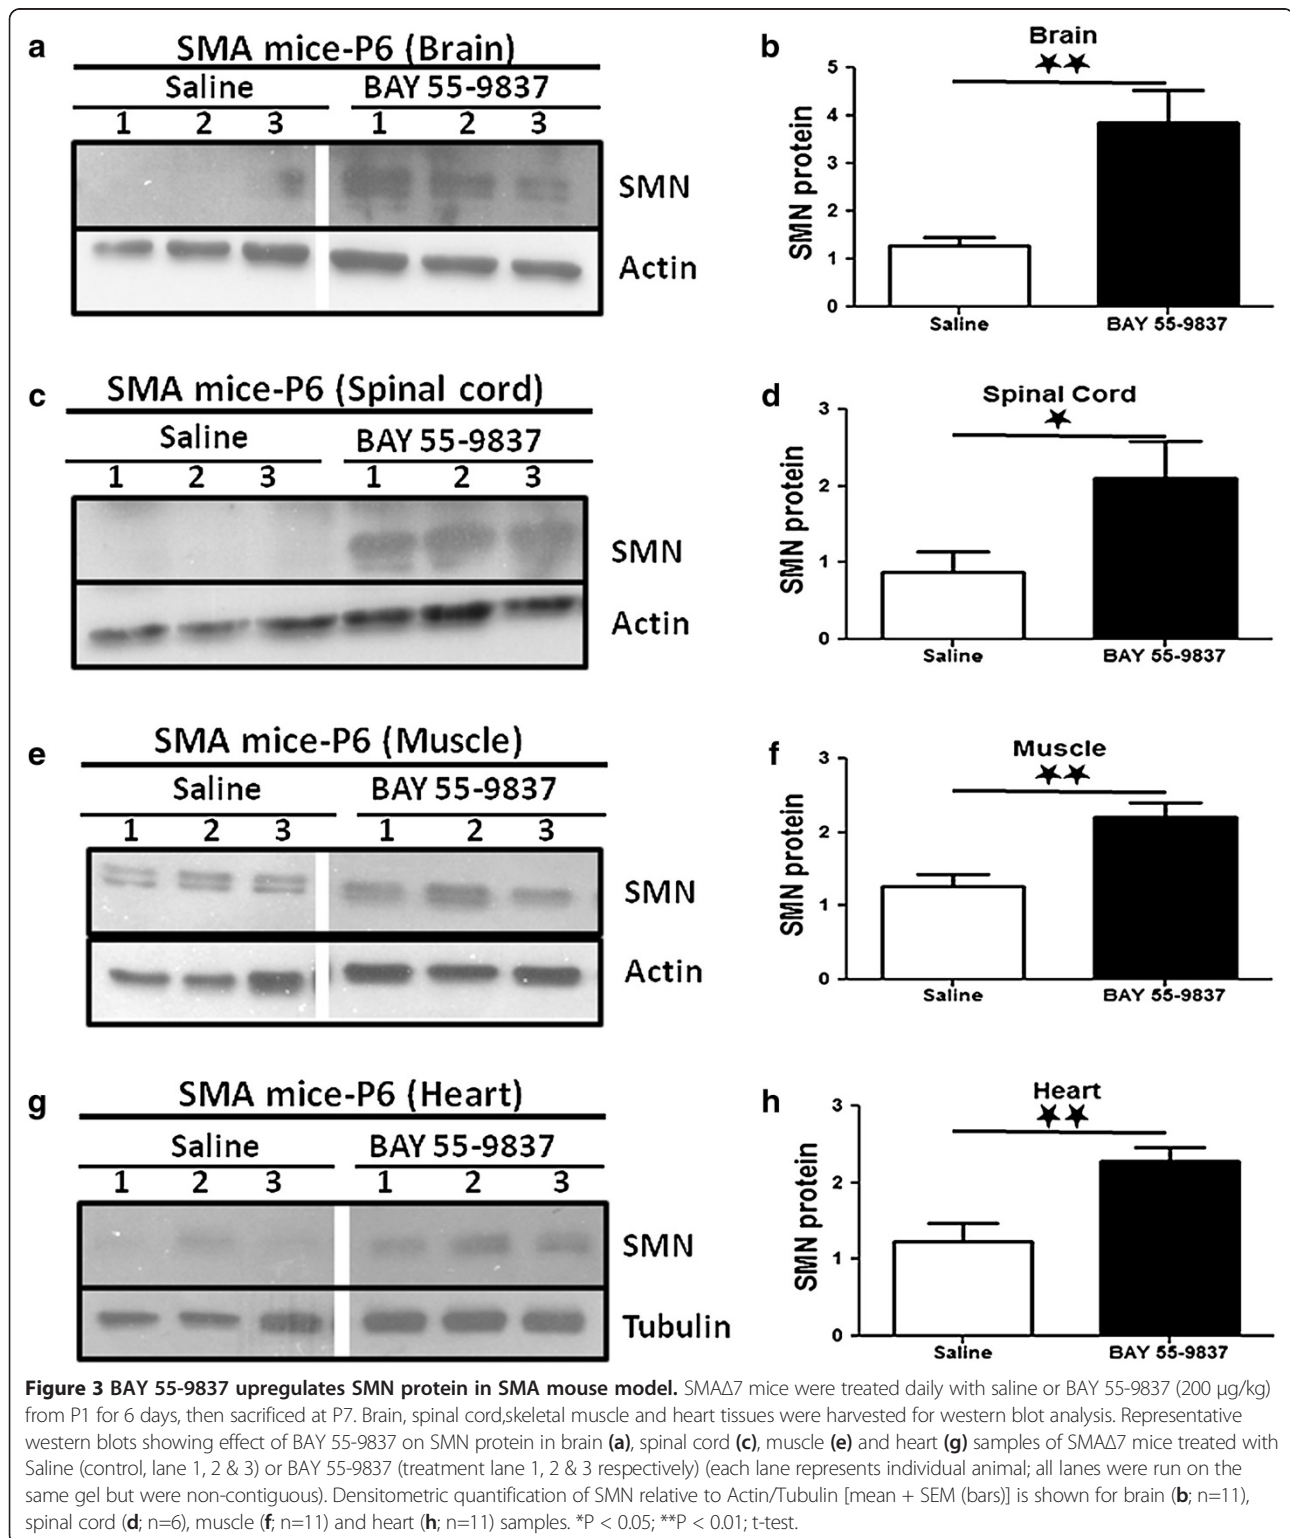 a
SMA mice-P6 (Brain)
Saline BAY 55-9837
1 2 3 1 2 3
SMN
Actin
b
Brain
★★
SMN protein
5
4
3
2
1
0
Saline BAY 55-9837
c
SMA mice-P6 (Spinal cord)
Saline BAY 55-9837
1 2 3 1 2 3
SMN
Actin
d
Spinal Cord
★
SMN protein
3
2
1
0
Saline BAY 55-9837
e
SMA mice-P6 (Muscle)
Saline BAY 55-9837
1 2 3 1 2 3
SMN
Actin
f
Muscle
★★
SMN protein
3
2
1
0
Saline BAY 55-9837
g
SMA mice-P6 (Heart)
Saline BAY 55-9837
1 2 3 1 2 3
SMN
Tubulin
h
Heart
★★
SMN protein
3
2
1
0
Saline BAY 55-9837
Figure 3 BAY 55-9837 upregulates SMN protein in SMA mouse model. SMAΔ7 mice were treated daily with saline or BAY 55-9837 (200 μg/kg)
from P1 for 6 days, then sacrificed at P7. Brain, spinal cord,skeletal muscle and heart tissues were harvested for western blot analysis. Representative
western blots showing effect of BAY 55-9837 on SMN protein in brain (a), spinal cord (c), muscle (e) and heart (g) samples of SMAΔ7 mice treated with
Saline (control, lane 1, 2 & 3) or BAY 55-9837 (treatment lane 1, 2 & 3 respectively) (each lane represents individual animal; all lanes were run on the
same gel but were non-contiguous). Densitometric quantification of SMN relative to Actin/Tubulin [mean + SEM (bars)] is shown for brain (b; n=11),
spinal cord (d; n=6), muscle (f; n=11) and heart (h; n=11) samples. *P < 0.05; **P < 0.01; t-test.